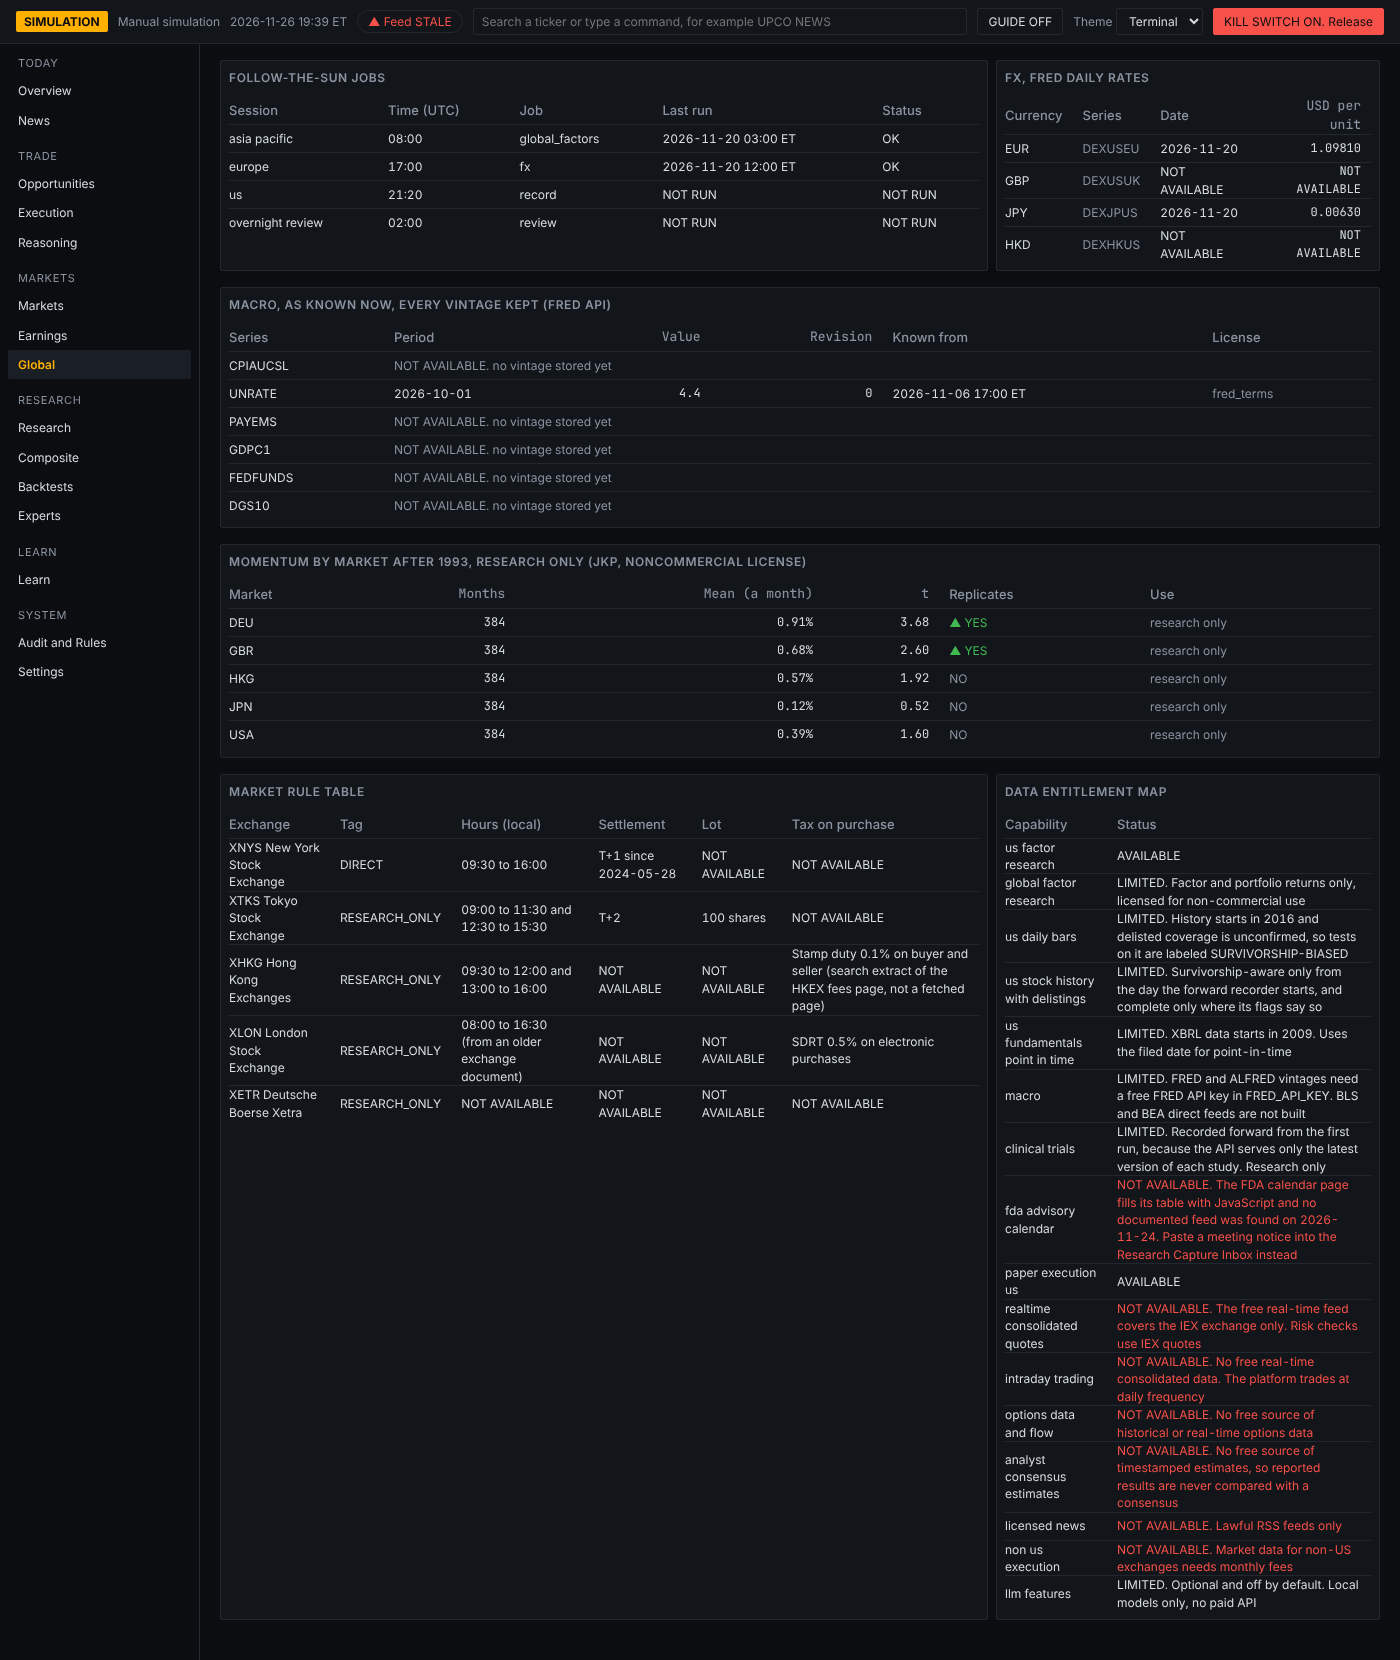 SIMULATION Manual simulation 2026-11-26 19:39 ET ▲ Feed STALE Search a ticker or type a command, for example UPCO NEWS GUIDE OFF Theme Terminal KILL SWITCH ON. Release
TODAY
Overview
News
TRADE
Opportunities
Execution
Reasoning
MARKETS
Markets
Earnings
Global
RESEARCH
Research
Composite
Backtests
Experts
LEARN
Learn
SYSTEM
Audit and Rules
Settings
FOLLOW-THE-SUN JOBS
Session Time (UTC) Job Last run Status
asia pacific 08:00 global_factors 2026-11-20 03:00 ET OK
europe 17:00 fx 2026-11-20 12:00 ET OK
us 21:20 record NOT RUN NOT RUN
overnight review 02:00 review NOT RUN NOT RUN
FX, FRED DAILY RATES
Currency Series Date USD per
unit
EUR DEXUSEU 2026-11-20 1.09810
GBP DEXUSUK NOT NOT
AVAILABLE AVAILABLE
JPY DEXJPUS 2026-11-20 0.00630
HKD DEXHKUS NOT NOT
AVAILABLE AVAILABLE
MACRO, AS KNOWN NOW, EVERY VINTAGE KEPT (FRED API)
Series Period Value Revision Known from License
CPIAUCSL NOT AVAILABLE. no vintage stored yet
UNRATE 2026-10-01 4.4 0 2026-11-06 17:00 ET fred_terms
PAYEMS NOT AVAILABLE. no vintage stored yet
GDPC1 NOT AVAILABLE. no vintage stored yet
FEDFUNDS NOT AVAILABLE. no vintage stored yet
DGS10 NOT AVAILABLE. no vintage stored yet
MOMENTUM BY MARKET AFTER 1993, RESEARCH ONLY (JKP, NONCOMMERCIAL LICENSE)
Market Months Mean (a month) t Replicates Use
DEU 384 0.91% 3.68 ▲ YES research only
GBR 384 0.68% 2.60 ▲ YES research only
HKG 384 0.57% 1.92 NO research only
JPN 384 0.12% 0.52 NO research only
USA 384 0.39% 1.60 NO research only
MARKET RULE TABLE
Exchange Tag Hours (local) Settlement Lot Tax on purchase
XNYS New York
Stock
Exchange
DIRECT
09:30 to 16:00
T+1 since
2024-05-28
NOT
AVAILABLE
NOT AVAILABLE
XTKS Tokyo
Stock
Exchange
RESEARCH_ONLY
09:00 to 11:30 and
12:30 to 15:30
T+2
100 shares
NOT AVAILABLE
XHKG Hong
Kong
Exchanges
RESEARCH_ONLY
09:30 to 12:00 and
13:00 to 16:00
NOT
AVAILABLE
NOT
AVAILABLE
Stamp duty 0.1% on buyer and
seller (search extract of the
HKEX fees page, not a fetched
page)
XLON London
Stock
Exchange
RESEARCH_ONLY
08:00 to 16:30
(from an older
exchange
document)
NOT
AVAILABLE
NOT
AVAILABLE
SDRT 0.5% on electronic
purchases
XETR Deutsche
Boerse Xetra
RESEARCH_ONLY
NOT AVAILABLE
NOT
AVAILABLE
NOT
AVAILABLE
NOT AVAILABLE
DATA ENTITLEMENT MAP
Capability Status
us factor
research
AVAILABLE
global factor
research
LIMITED. Factor and portfolio returns only,
licensed for non-commercial use
us daily bars
LIMITED. History starts in 2016 and
delisted coverage is unconfirmed, so tests
on it are labeled SURVIVORSHIP-BIASED
us stock history
with delistings
LIMITED. Survivorship-aware only from
the day the forward recorder starts, and
complete only where its flags say so
us
fundamentals
point in time
LIMITED. XBRL data starts in 2009. Uses
the filed date for point-in-time
macro
LIMITED. FRED and ALFRED vintages need
a free FRED API key in FRED_API_KEY. BLS
and BEA direct feeds are not built
clinical trials
LIMITED. Recorded forward from the first
run, because the API serves only the latest
version of each study. Research only
fda advisory
calendar
NOT AVAILABLE. The FDA calendar page
fills its table with JavaScript and no
documented feed was found on 2026-
11-24. Paste a meeting notice into the
Research Capture Inbox instead
paper execution
us
AVAILABLE
realtime
consolidated
quotes
NOT AVAILABLE. The free real-time feed
covers the IEX exchange only. Risk checks
use IEX quotes
intraday trading
NOT AVAILABLE. No free real-time
consolidated data. The platform trades at
daily frequency
options data
and flow
NOT AVAILABLE. No free source of
historical or real-time options data
analyst
consensus
estimates
NOT AVAILABLE. No free source of
timestamped estimates, so reported
results are never compared with a
consensus
licensed news
NOT AVAILABLE. Lawful RSS feeds only
non us
execution
NOT AVAILABLE. Market data for non-US
exchanges needs monthly fees
llm features
LIMITED. Optional and off by default. Local
models only, no paid API